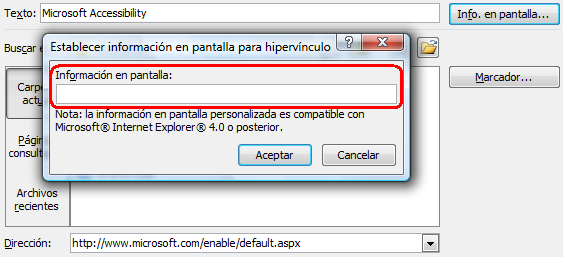 Texto: Microsoft Accessibility
Info. en pantalla...
Establecer información en pantalla para hipervínculo
Buscar e
Información en pantalla:
Marcador...
Carpe
actu
Nota: la información en pantalla personalizada es compatible con
Microsoft® Internet Explorer® 4.0 o posterior.
Págin
consulta
Aceptar
Cancelar
Archivos
recientes
Dirección:
http://www.microsoft.com/enable/default.aspx